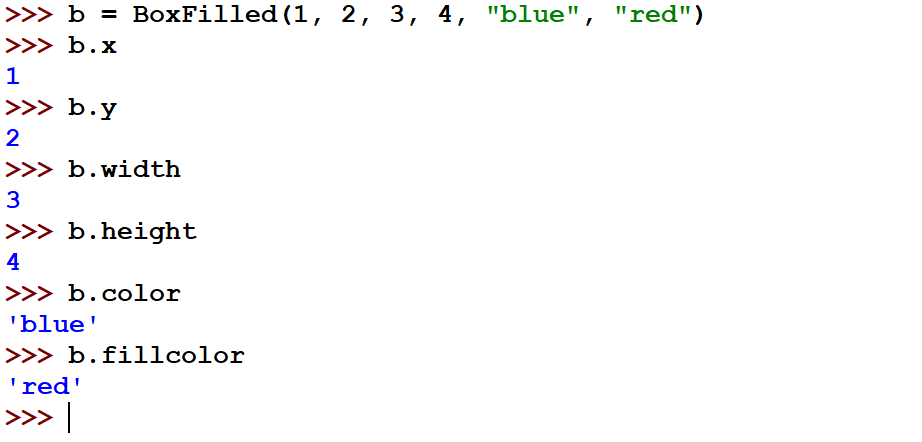 >>> b = BoxFilled(1, 2, 3, 4, "blue", "red")
>>> b.x
1
>>> b.y
2
>>> b.width
3
>>> b.height
4
>>> b.color
'blue'
>>> b.fillcolor
'red'
>>>